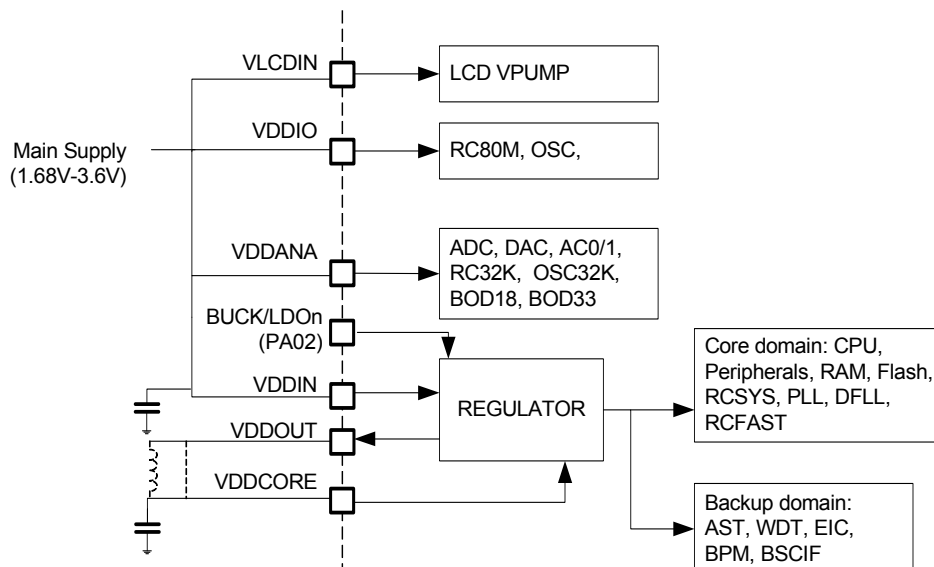 VLCDIN
LCD VPUMP
VDDIO
Main Supply
(1.68V-3.6V)
RC80M, OSC,
VDDANA
ADC, DAC, AC0/1,
RC32K, OSC32K,
BOD18, BOD33
BUCK/LDOn
(PA02)
VDDIN
REGULATOR
Core domain: CPU,
Peripherals, RAM, Flash,
RCSYS, PLL, DFLL,
RCFAST
VDDOUT
VDDCORE
Backup domain:
AST, WDT, EIC,
BPM, BSCIF